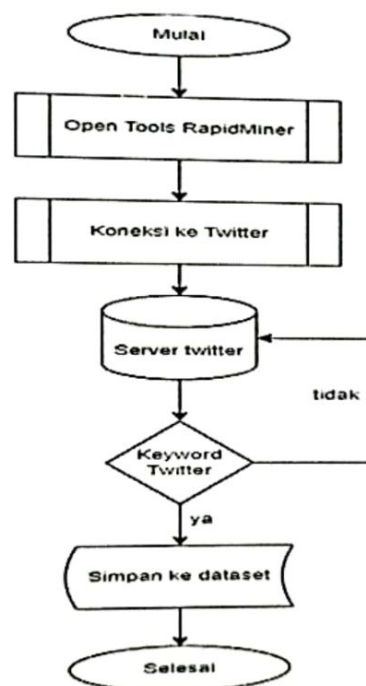 Mulai
Open Tools RapidMiner
Koneksi ke Twitter
Server twitter
tidak
Keyword
Twitter
ya
Simpan ke dataset
Selesai